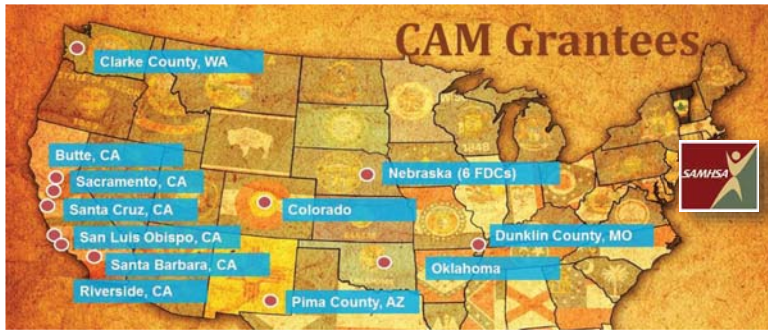 CAM Grantees
Clarke County, WA
Butte, CA
Sacramento, CA
Santa Cruz, CA
San Luis Obispo, CA
Santa Barbara, CA
Riverside, CA
Colorado
Nebraska (6 FDCs)
Dunklin County, MO
Oklahoma
Pima County, AZ
SAMHSA